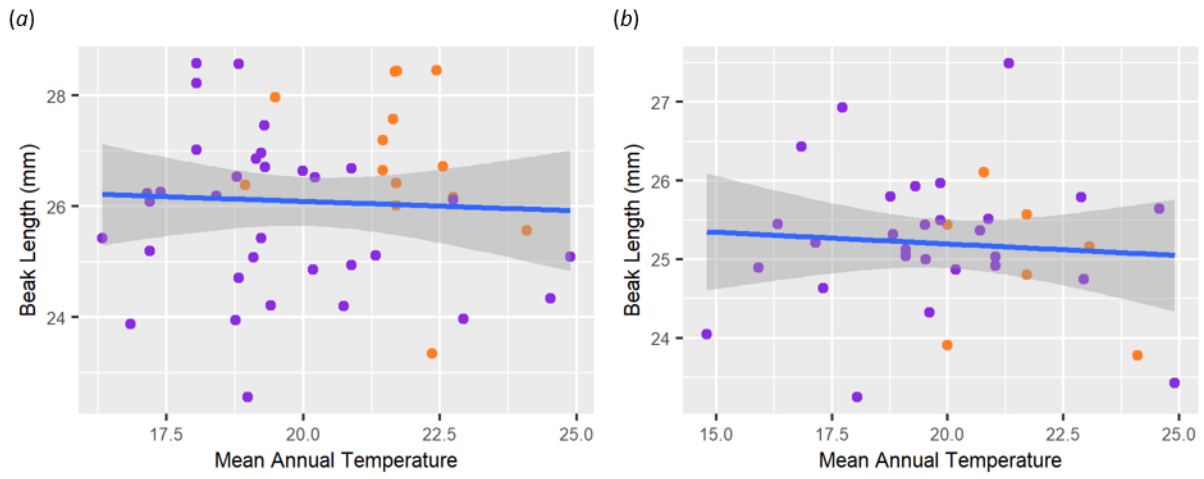 (a)
28
26
24
Beak Length (mm)
17.5 20.0 22.5 25.0
Mean Annual Temperature
(b)
27
26
25
24
Beak Length (mm)
15.0 17.5 20.0 22.5 25.0
Mean Annual Temperature